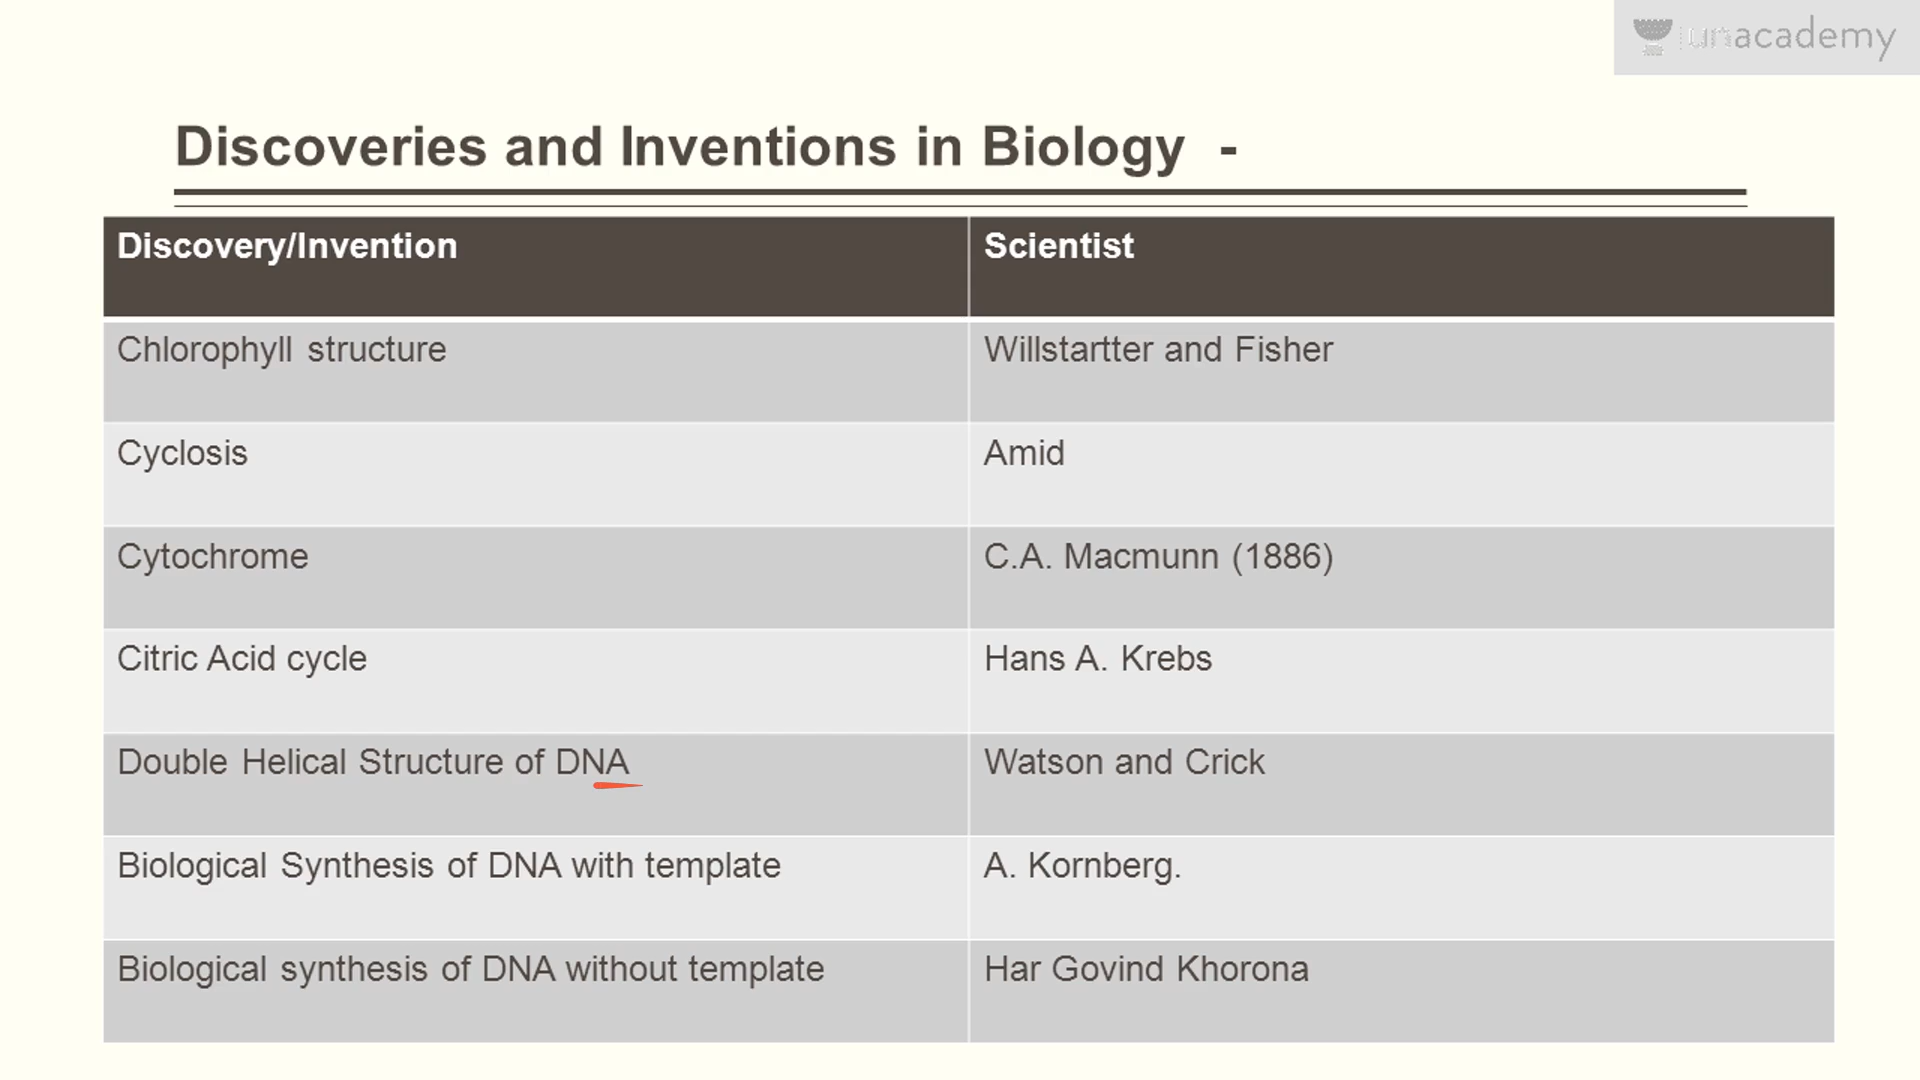 unacademy
Discoveries and Inventions in Biology -
Discovery/Invention Scientist
Chlorophyll structure Willstartter and Fisher
Cyclosis Amid
Cytochrome C.A. Macmunn (1886)
Citric Acid cycle Hans A. Krebs
Double Helical Structure of DNA Watson and Crick
Biological Synthesis of DNA with template A. Kornberg.
Biological synthesis of DNA without template Har Govind Khorona